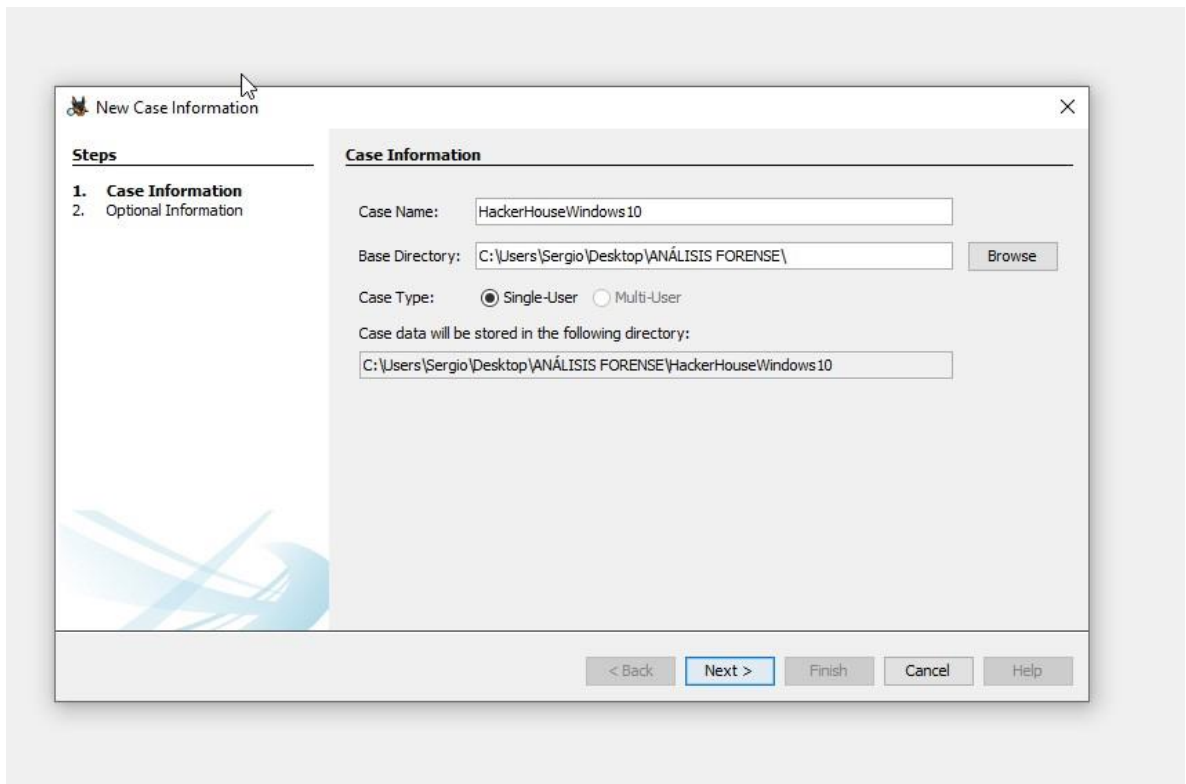 New Case Information
Steps
1. Case Information
2. Optional Information
Case Information
Case Name: HackerHouseWindows10
Base Directory: C:\Users\Sergio\Desktop\ANÁLISIS FORENSE\ Browse
Case Type: Single-User Multi-User
Case data will be stored in the following directory:
C:\Users\Sergio\Desktop\ANÁLISIS FORENSE\HackerHouseWindows10
< Back Next > Finish Cancel Help